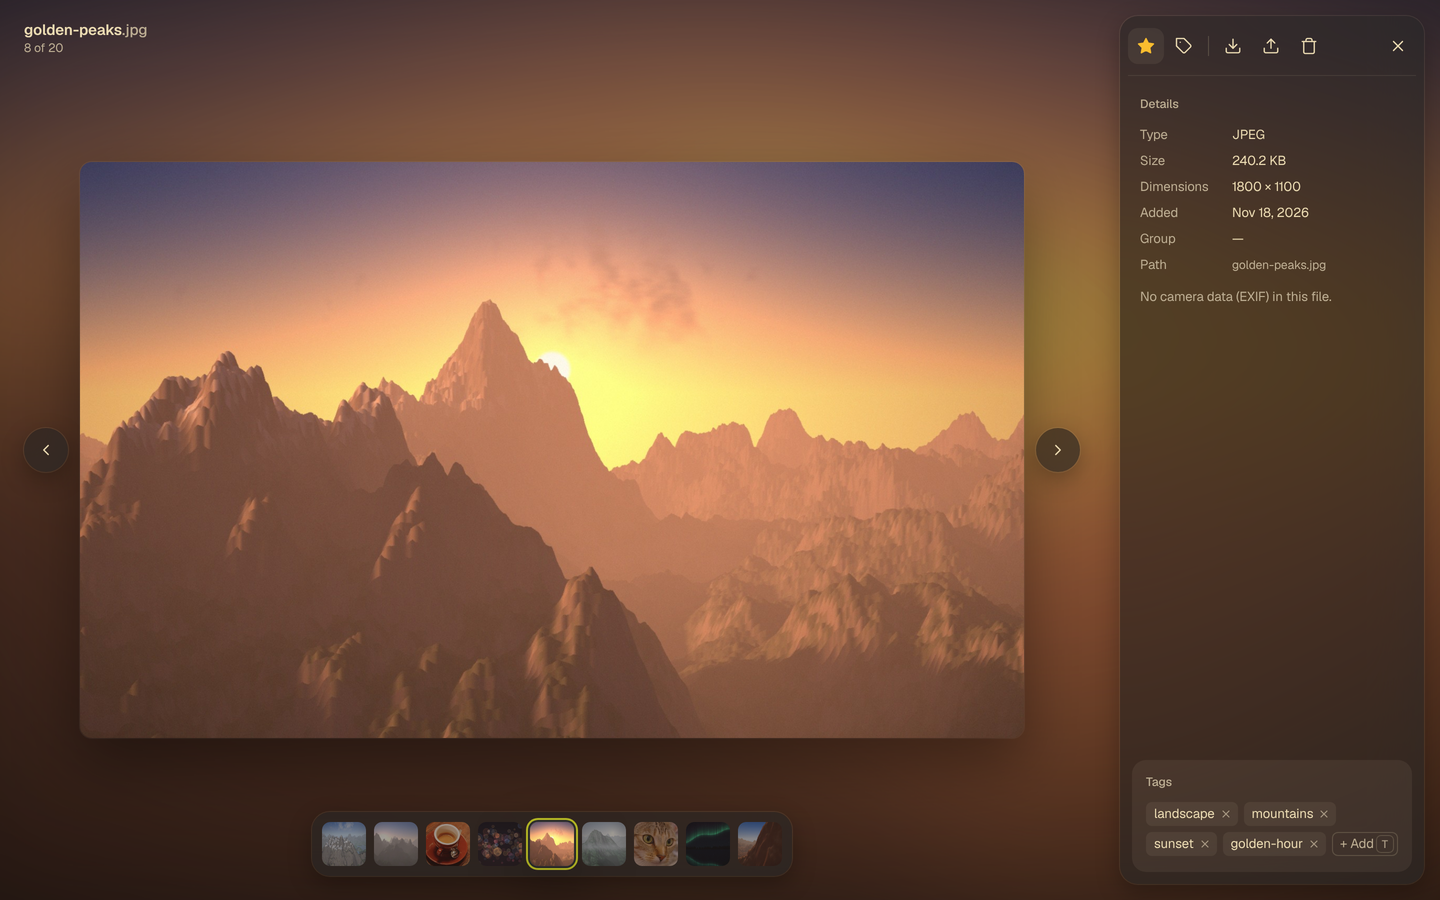 golden-peaks.jpg
8 of 20
Details
Type JPEG
Size 240.2 KB
Dimensions 1800 × 1100
Added Nov 18, 2026
Group —
Path golden-peaks.jpg
No camera data (EXIF) in this file.
Tags
landscape × mountains ×
sunset × golden-hour × + Add T